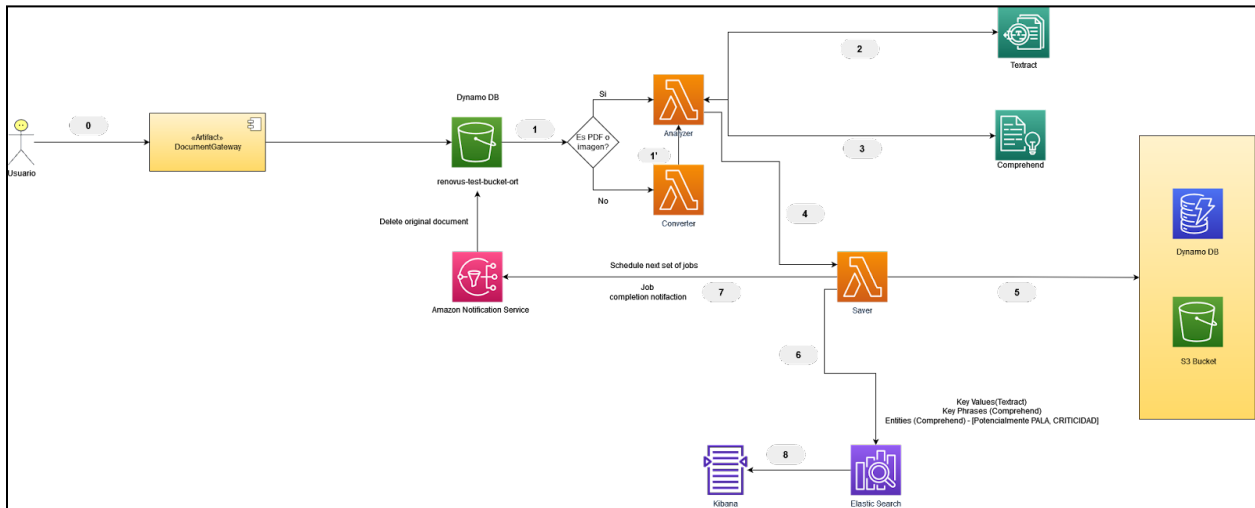 0
Usuario
«Artifact»
DocumentGateway
Dynamo DB
renovus-test-bucket-ort
1
Es PDF o
imagen?
Si
No
Analyzer
1'
Converter
2
Textract
3
Comprehend
4
Delete original document
Amazon Notification Service
Schedule next set of jobs
Job
completion notifaction
7
Saver
5
Dynamo DB
S3 Bucket
6
Key Values(Textract)
Key Phrases (Comprehend)
Entities (Comprehend) - [Potencialmente PALA, CRITICIDAD]
8
Kibana
Elastic Search